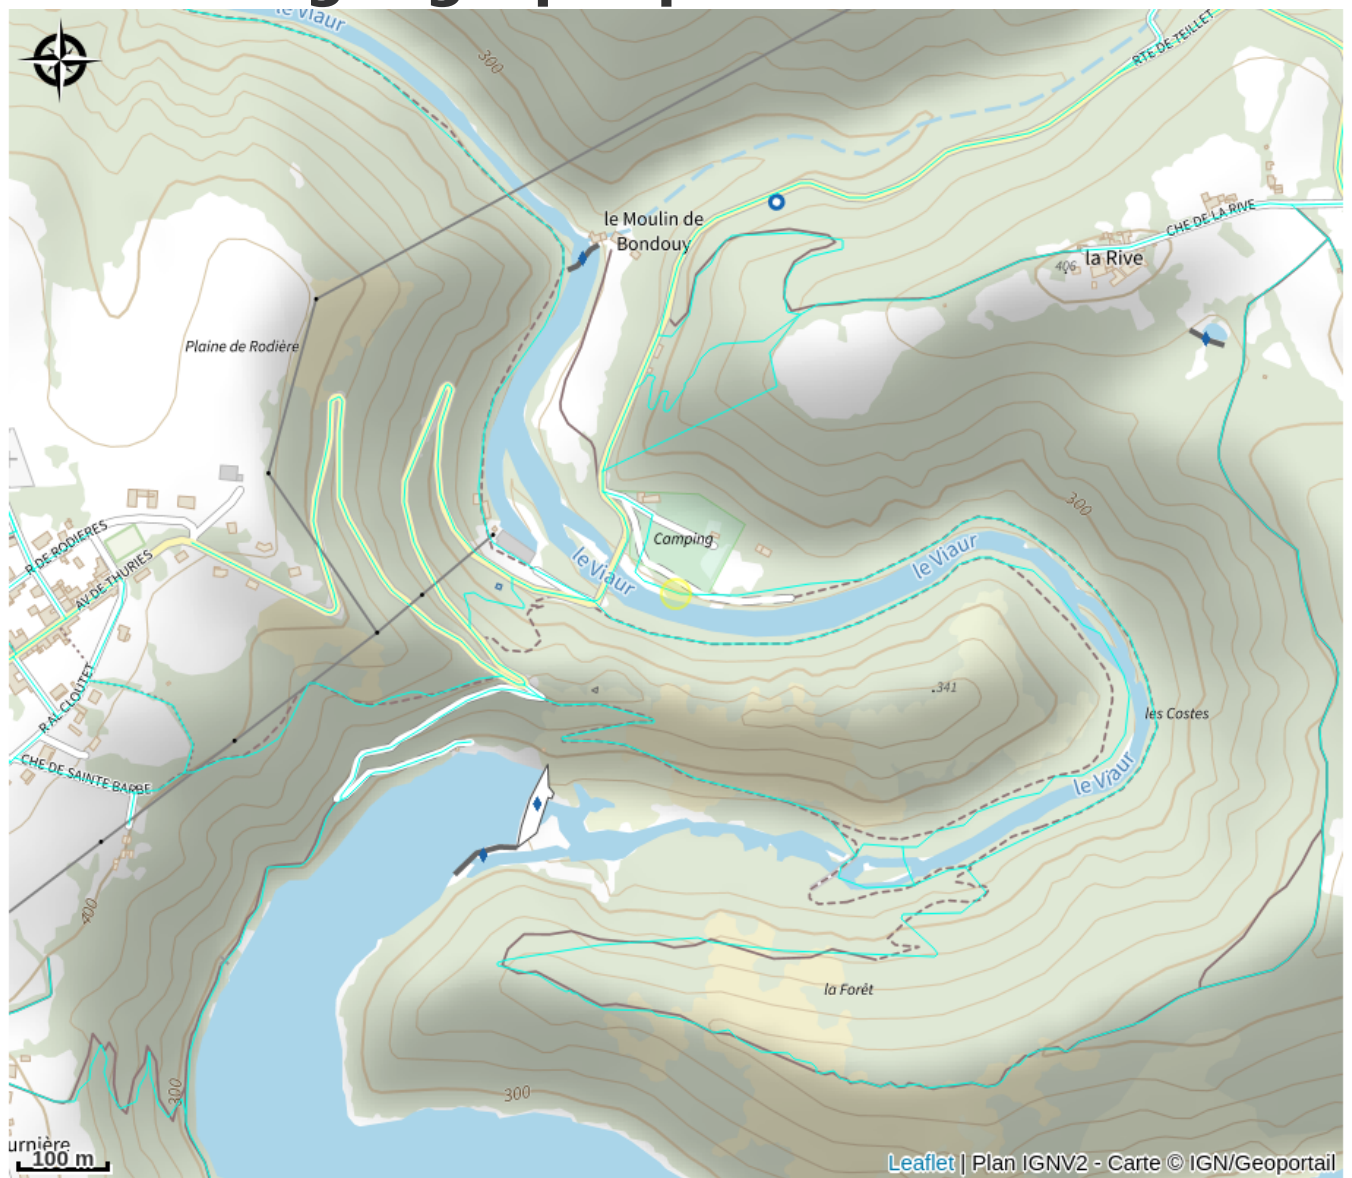 le Viaur
300
RTE DE TEILLET
le Moulin de
Bondouy
CHE DE LA RIVE
la Rive
406
Plaine de Rodière
300
R DE RODIERES
Camping
le Viaur
AV DE THURIES
le Viaur
R AL CLOUTET
.341
les Costes
CHE DE SAINTE BARBE
le Viaur
400
la Forêt
300
300
urnière
100 m
Leaflet | Plan IGNV2 - Carte © IGN/Geoportail